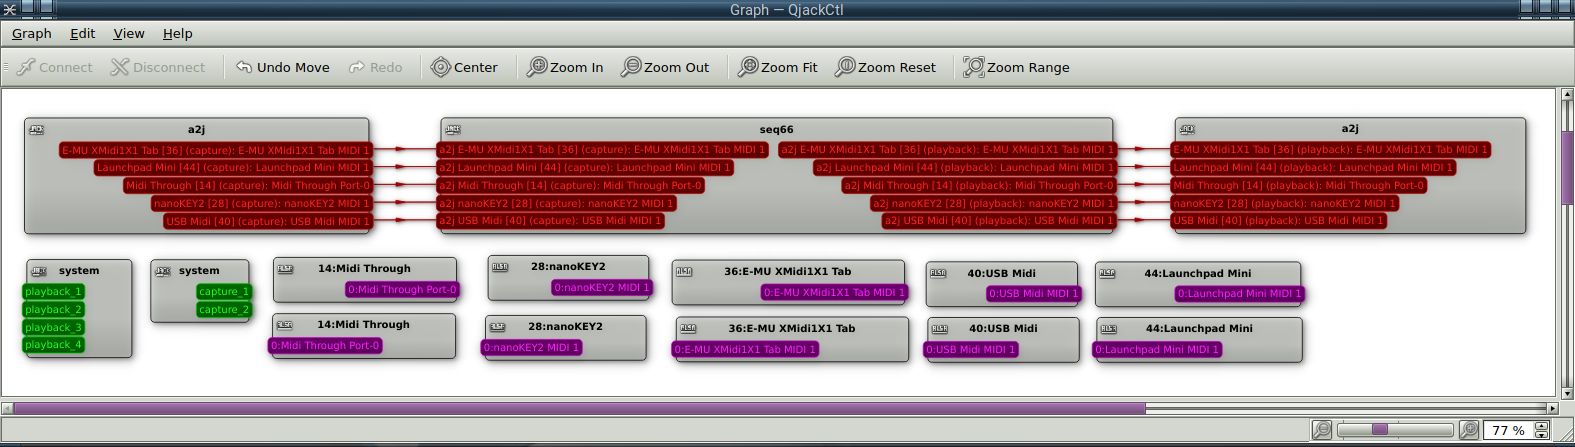 Graph — QjackCtl
Graph Edit View Help
Connect Disconnect Undo Move Redo Center Zoom In Zoom Out Zoom Fit Zoom Reset Zoom Range
a2j
E-MU XMidi1X1 Tab [36] (capture): E-MU XMidi1X1 Tab MIDI 1
Launchpad Mini [44] (capture): Launchpad Mini MIDI 1
Midi Through [14] (capture): Midi Through Port-0
nanoKEY2 [28] (capture): nanoKEY2 MIDI 1
USB Midi [40] (capture): USB Midi MIDI 1
seq66
a2j E-MU XMidi1X1 Tab [36] (capture): E-MU XMidi1X1 Tab MIDI 1
a2j Launchpad Mini [44] (capture): Launchpad Mini MIDI 1
a2j Midi Through [14] (capture): Midi Through Port-0
a2j nanoKEY2 [28] (capture): nanoKEY2 MIDI 1
a2j USB Midi [40] (capture): USB Midi MIDI 1
a2j E-MU XMidi1X1 Tab [36] (playback): E-MU XMidi1X1 Tab MIDI 1
a2j Launchpad Mini [44] (playback): Launchpad Mini MIDI 1
a2j Midi Through [14] (playback): Midi Through Port-0
a2j nanoKEY2 [28] (playback): nanoKEY2 MIDI 1
a2j USB Midi [40] (playback): USB Midi MIDI 1
a2j
E-MU XMidi1X1 Tab [36] (playback): E-MU XMidi1X1 Tab MIDI 1
Launchpad Mini [44] (playback): Launchpad Mini MIDI 1
Midi Through [14] (playback): Midi Through Port-0
nanoKEY2 [28] (playback): nanoKEY2 MIDI 1
USB Midi [40] (playback): USB Midi MIDI 1
system
playback_1
playback_2
playback_3
playback_4
system
capture_1
capture_2
14:Midi Through
0:Midi Through Port-0
28:nanoKEY2
0:nanoKEY2 MIDI 1
36:E-MU XMidi1X1 Tab
0:E-MU XMidi1X1 Tab MIDI 1
40:USB Midi
0:USB Midi MIDI 1
44:Launchpad Mini
0:Launchpad Mini MIDI 1
14:Midi Through
0:Midi Through Port-0
28:nanoKEY2
0:nanoKEY2 MIDI 1
36:E-MU XMidi1X1 Tab
0:E-MU XMidi1X1 Tab MIDI 1
40:USB Midi
0:USB Midi MIDI 1
44:Launchpad Mini
0:Launchpad Mini MIDI 1
77 %